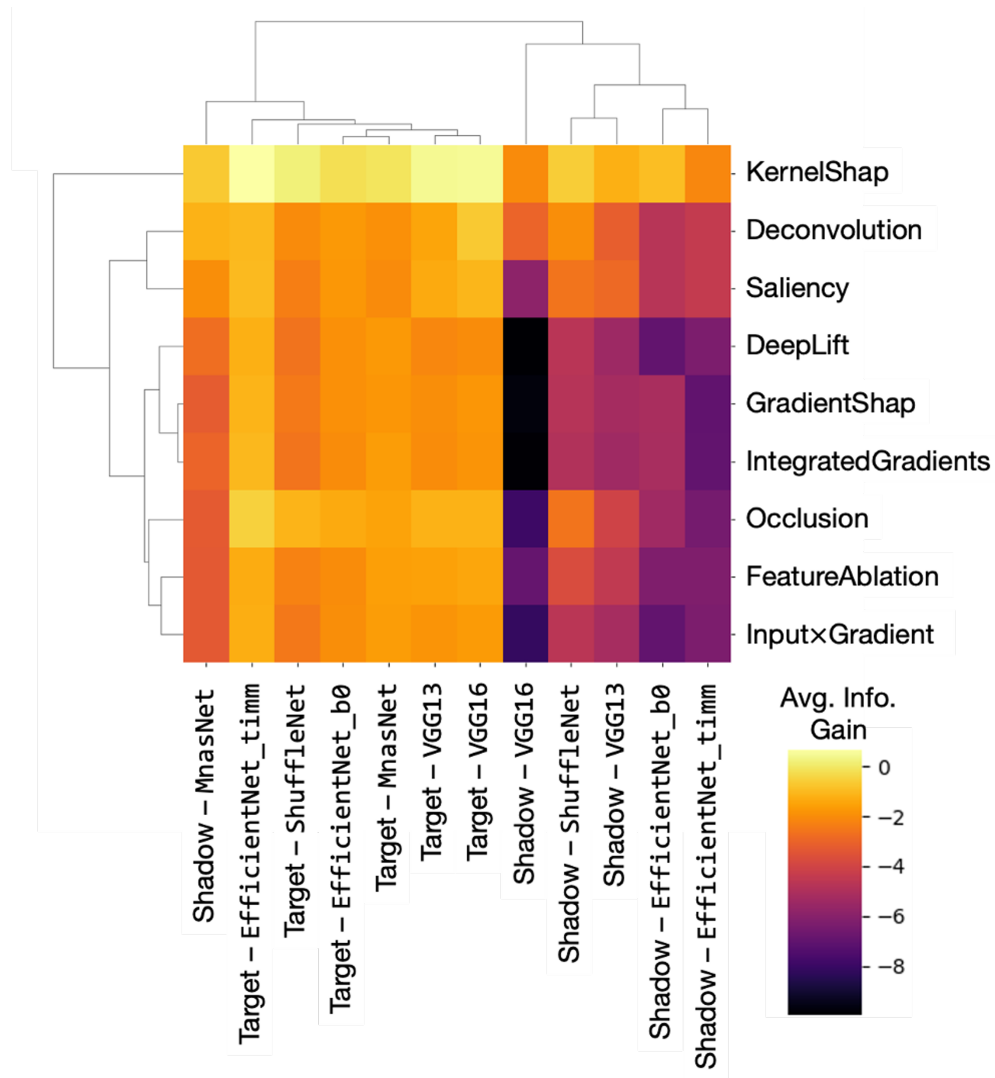 KernelShap
Deconvolution
Saliency
DeepLift
GradientShap
IntegratedGradients
Occlusion
FeatureAblation
Input×Gradient
Shadow – MnasNet
Target – EfficientNet_timm
Target – ShuffleNet
Target – EfficientNet_b0
Target – MnasNet
Target – VGG13
Target – VGG16
Shadow – VGG16
Shadow – ShuffleNet
Shadow – VGG13
Shadow – EfficientNet_b0
Shadow – EfficientNet_timm
Avg. Info.
Gain
0
−2
−4
−6
−8